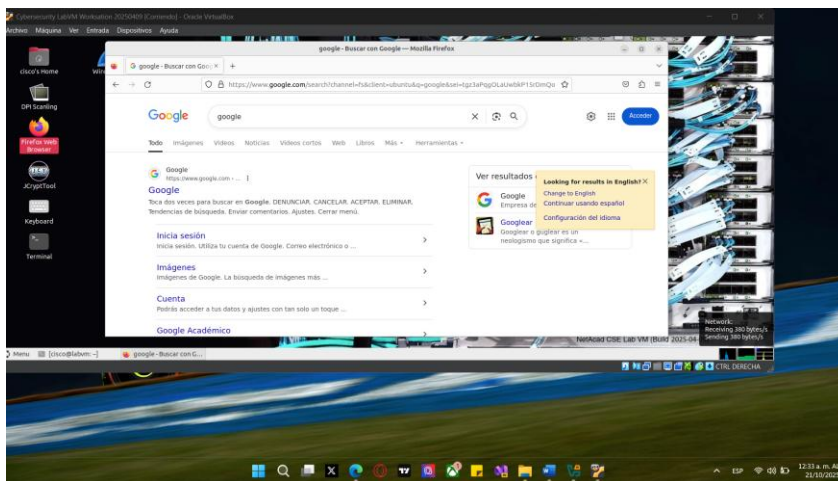 Cybersecurity LabVM Workstation 20250409 [Corriendo] - Oracle VirtualBox
Archivo Máquina Ver Entrada Dispositivos Ayuda
google - Buscar con Google — Mozilla Firefox
google - Buscar con Goo
https://www.google.com/search?channel=fs&client=ubuntu&q=google&sei=
cisco's Home
DPI Scanling
Firefox Web
Browser
JCrypTool
Keyboard
Terminal
Google
google
Acceder
Todo Imágenes Videos Noticias Videos cortos Web Libros Más Herramientas
Google
https://www.google.com
Google
Toca dos veces para buscar en Google. DENUNCIAR. CANCELAR. ACEPTAR. ELIMINAR.
Tendencias de búsqueda. Enviar comentarios. Ajustes. Cerrar menú.
Inicia sesión
Inicia sesión. Utiliza tu cuenta de Google. Correo electrónico o ...
Imágenes
Imágenes de Google. La búsqueda de imágenes más ...
Cuenta
Podrás acceder a tus datos y ajustes con tan solo un toque ...
Google Académico
Ver resultados
Google
Empresa de
Googlear
Googlear o guglear es un
neologismo que significa «...
Looking for results in English?
Change to English
Continuar usando español
Configuración del idioma
Network:
Receiving 380 bytes/s
Sending 380 bytes/s
NetAcad CSE Lab VM (Build 2025-04-
Menu [cisco@labvm: ~] google - Buscar con G...
CTRL DERECHA
ESP
12:33 a. m.
21/10/2025